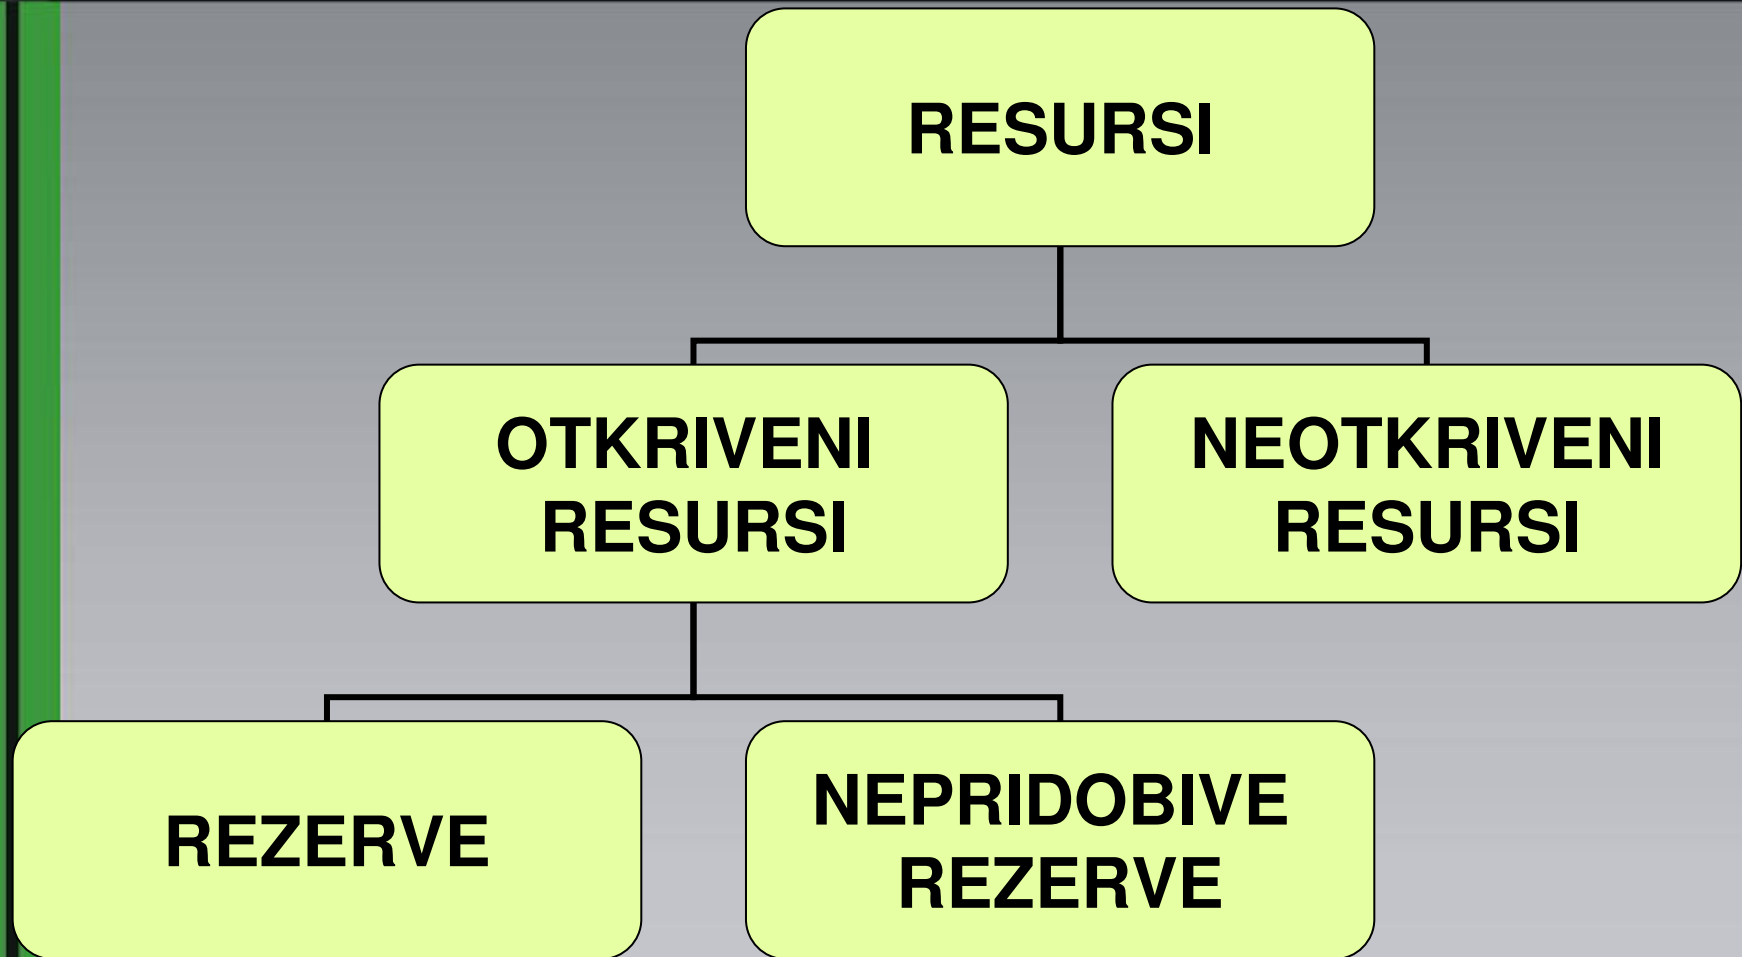 RESURSI
OTKRIVENI
RESURSI
NEOTKRIVENI
RESURSI
REZERVE
NEPRIDOBIVE
REZERVE